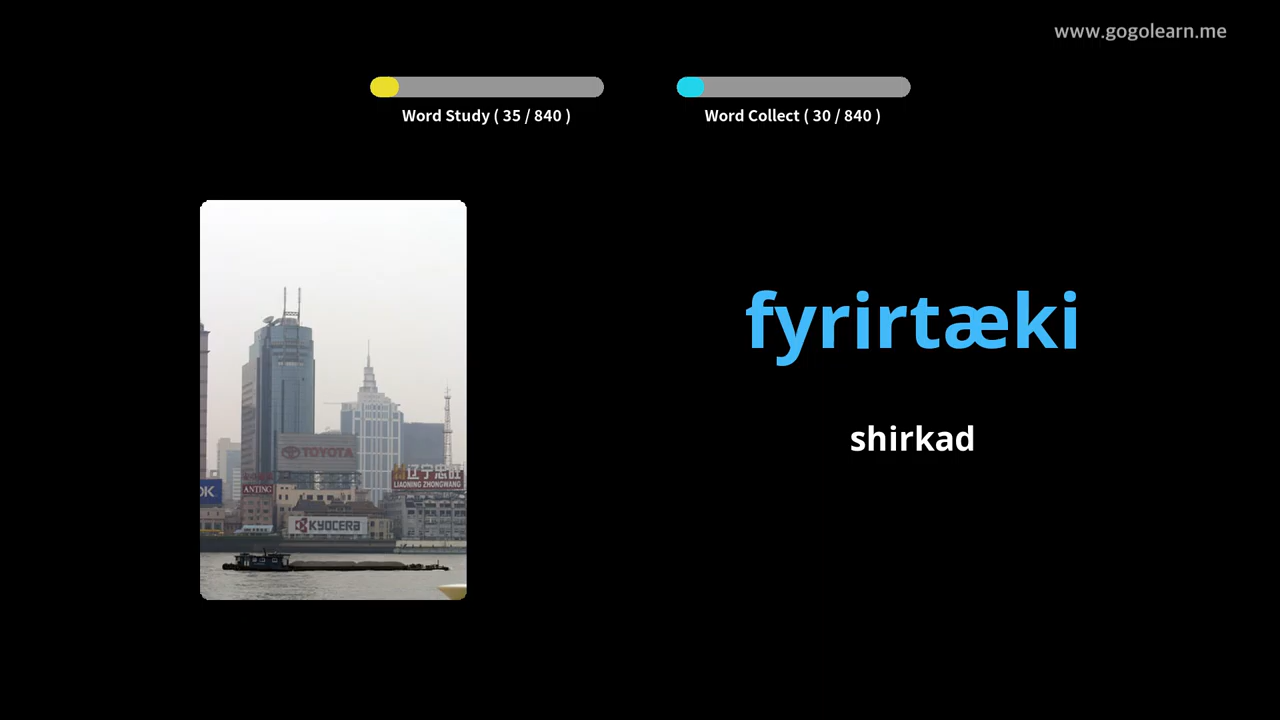 www.gogolearn.me
Word Study ( 35 / 840 )
Word Collect ( 30 / 840 )
fyrirtæki
shirkad
TOYOTA
辽宁忠旺
LIAONING ZHONGWANG
OK
ANTING
KYOCERA